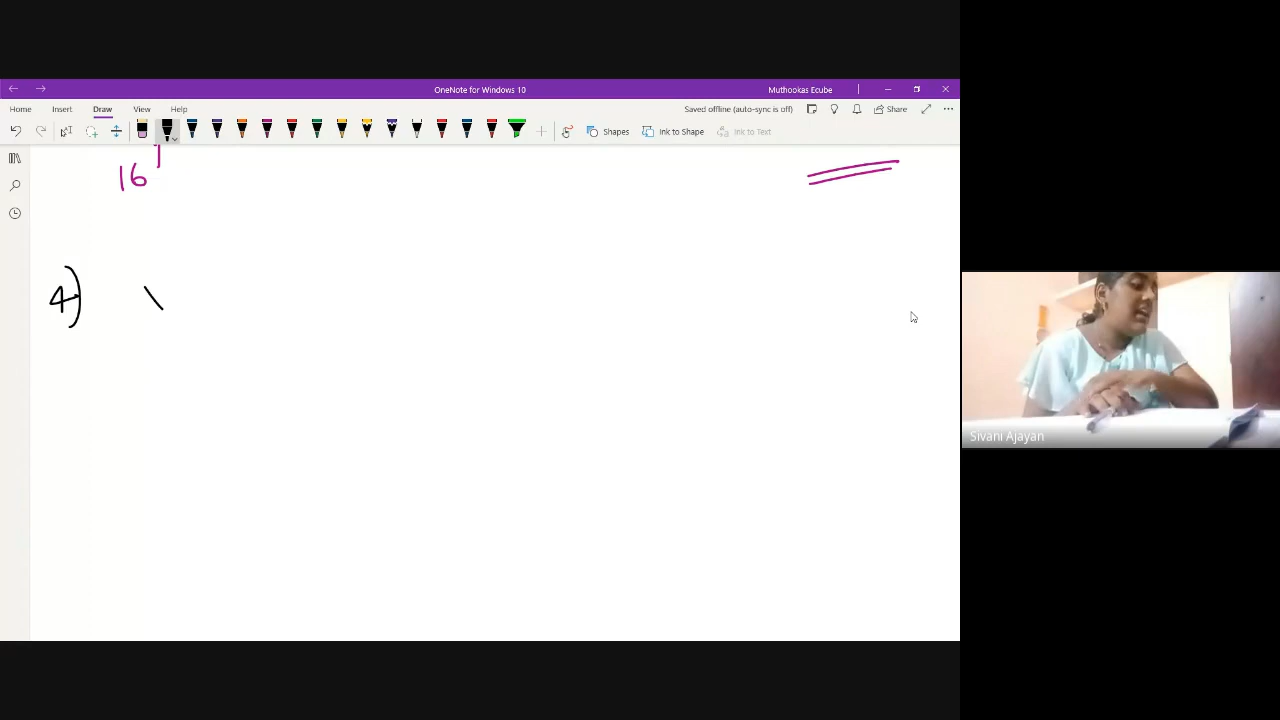 OneNote for Windows 10
Muthookas Ecube
Home Insert Draw View Help
Saved offline (auto-sync is off)
Share
Shapes
Ink to Shape
Ink to Text
16
4)
Sivani Ajayan